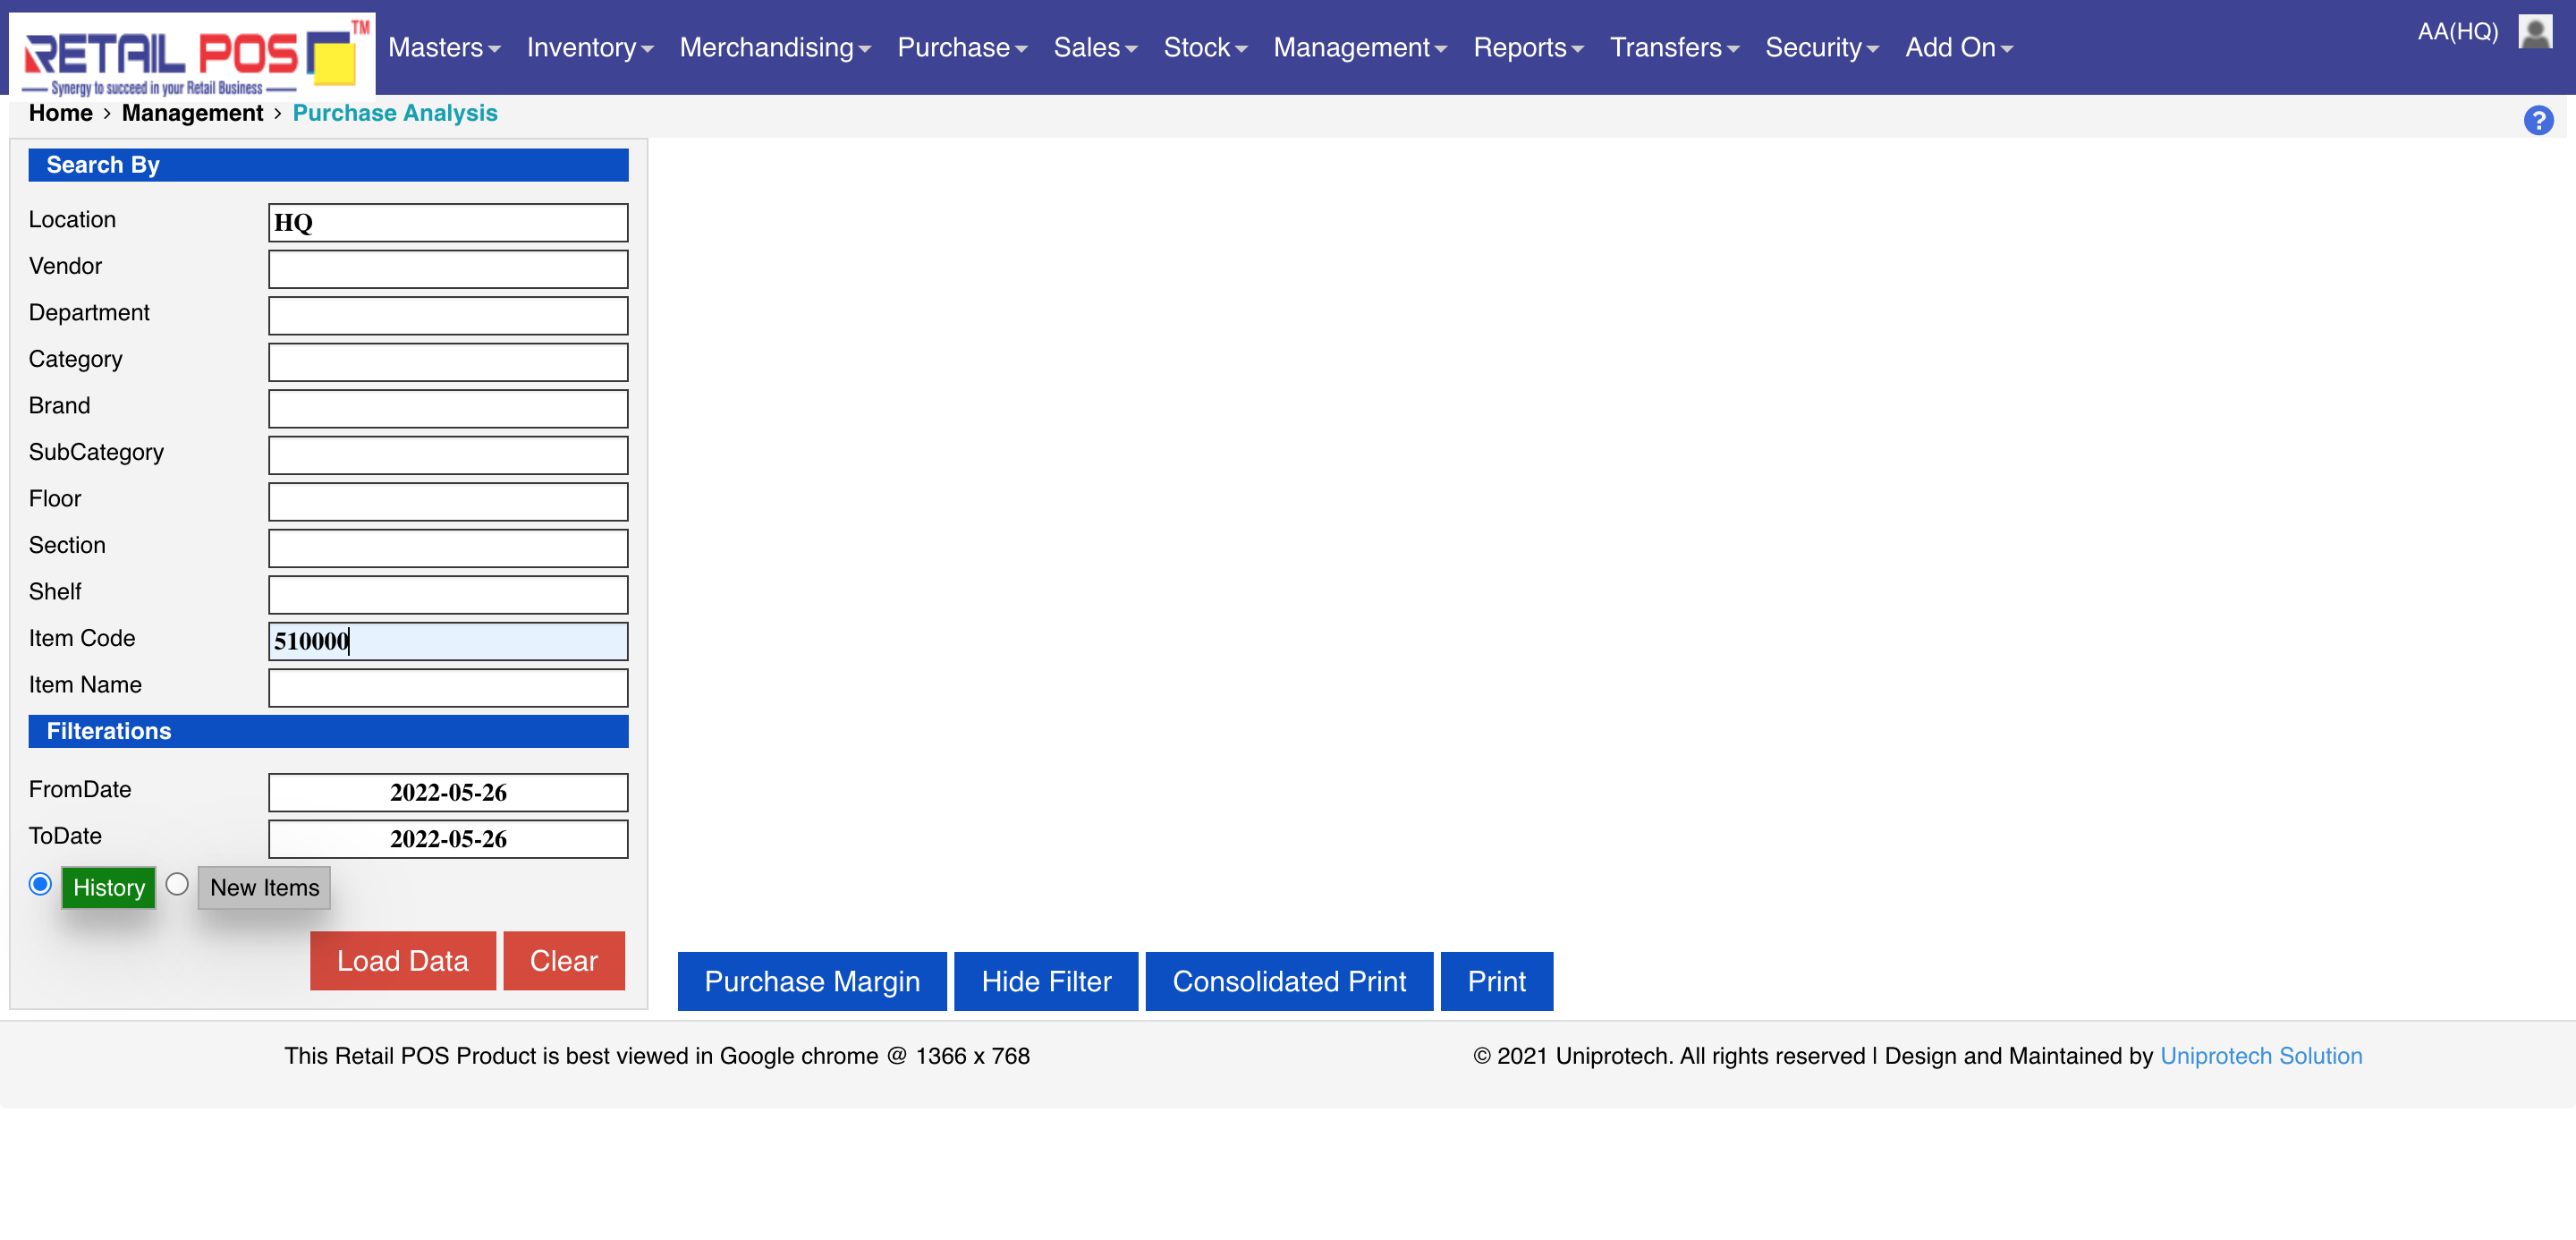 RETAIL POS TM
Synergy to succeed in your Retail Business
Masters Inventory Merchandising Purchase Sales Stock Management Reports Transfers Security Add On
AA(HQ)
Home > Management > Purchase Analysis
?
Search By
Location HQ
Vendor
Department
Category
Brand
SubCategory
Floor
Section
Shelf
Item Code 510000
Item Name
Filterations
FromDate 2022-05-26
ToDate 2022-05-26
History New Items
Load Data Clear
Purchase Margin Hide Filter Consolidated Print Print
This Retail POS Product is best viewed in Google chrome @ 1366 x 768
© 2021 Uniprotech. All rights reserved | Design and Maintained by Uniprotech Solution